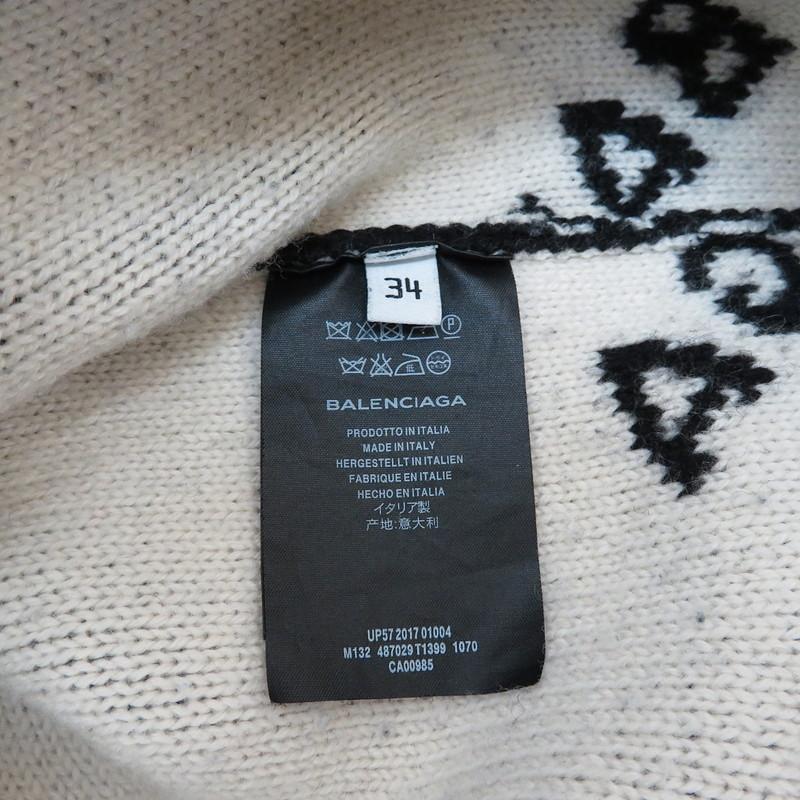 34
P
低
BALENCIAGA
PRODOTTO IN ITALIA
MADE IN ITALY
HERGESTELLT IN ITALIEN
FABRIQUE EN ITALIE
HECHO EN ITALIA
イタリア製
产地:意大利
UP57 2017 01004
M132 487029 T1399 1070
CA00985